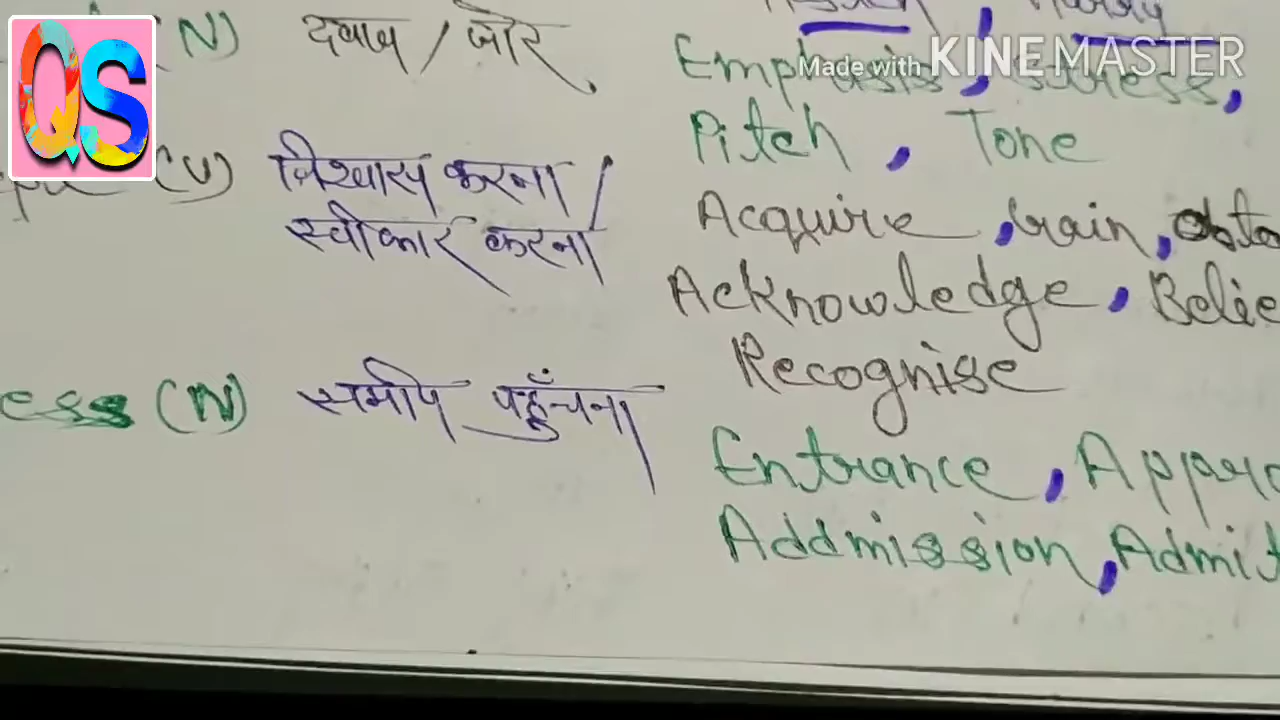 QS
Made with KINEMASTER
(N) दबाव / जोर
Emphasis, Stress,
Pitch, Tone
(V) विश्वास करना /
स्वीकार करना
Acquire, Gain,
Acknowledge, Belie
Recognise
ess (N) समीप पहुँचना
Entrance, Appro
Addmission, Admit